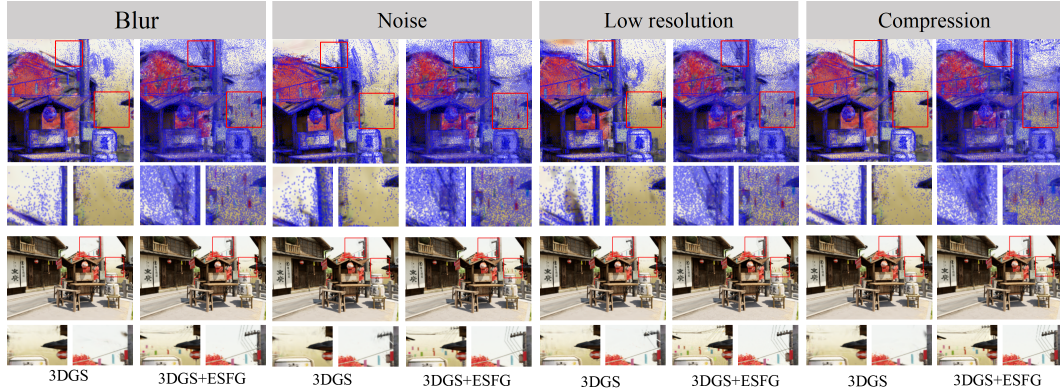 Blur
Noise
Low resolution
Compression
3DGS
3DGS+ESFG
3DGS
3DGS+ESFG
3DGS
3DGS+ESFG
3DGS
3DGS+ESFG